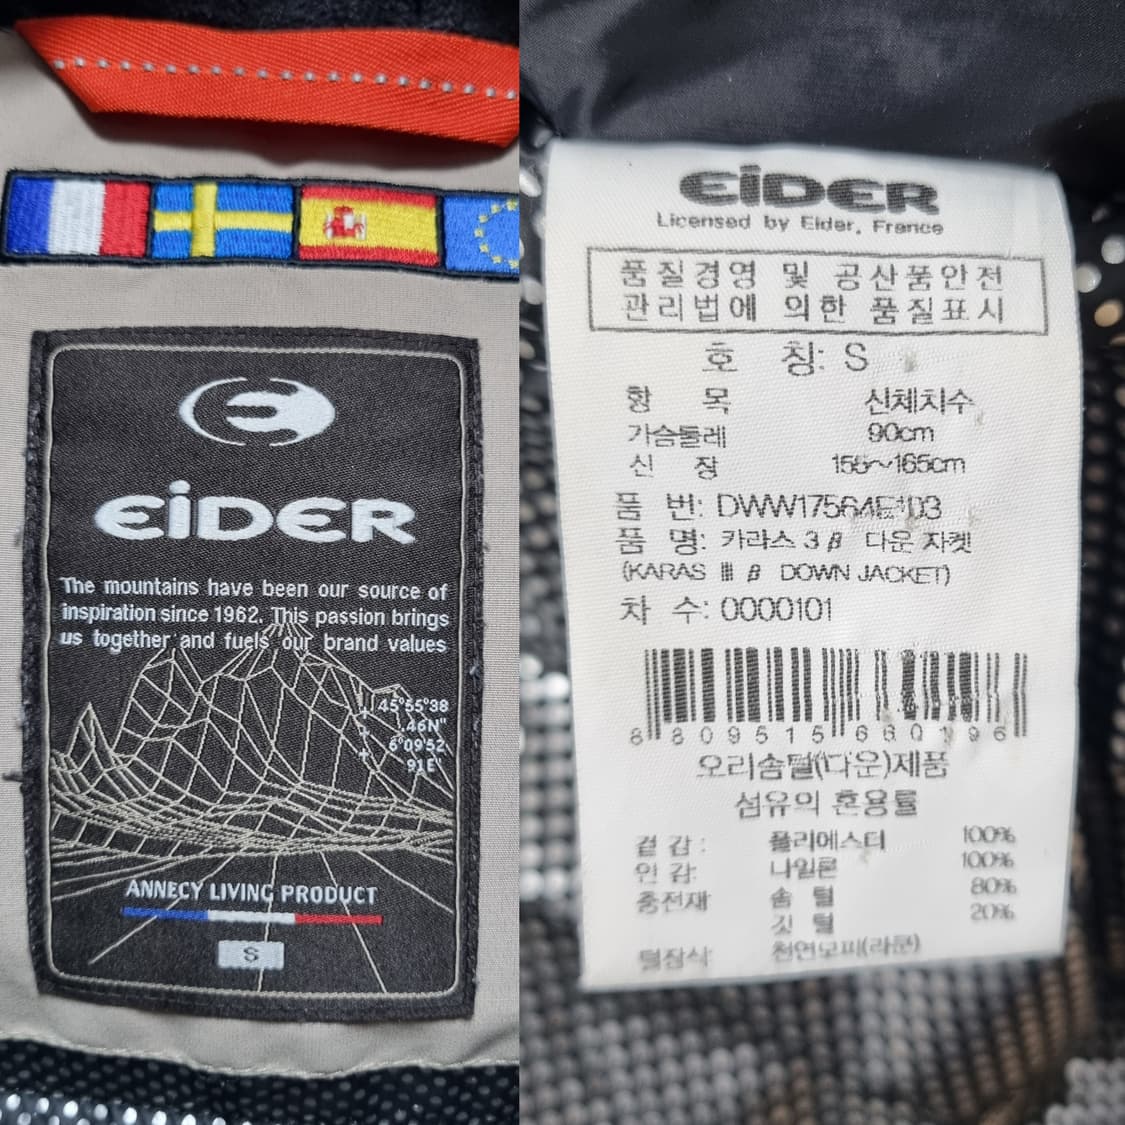 EiDER
The mountains have been our source of
inspiration since 1962. This passion brings
us together and fuels our brand values
45°55°38
.46N"
6°09'52
91E"
ANNECY LIVING PRODUCT
S
EiDER
Licensed by Eider, France
품질경영 및 공산품안전
관리법에 의한 품질표시
호 칭: S
항 목 신체치수
가슴둘레 90cm
신 장 155~165cm
품 번: DWW17564E103
품 명: 카라스 3 β 다운 자켓
(KARAS Ⅲ β DOWN JACKET)
차 수: 0000101
8 809515 660196
오리솜털(다운)제품
섬유의 혼용률
겉감: 폴리에스터 100%
안감: 나일론 100%
충전재 솜털 80%
깃털 20%
털장식 천연모피(라쿤)